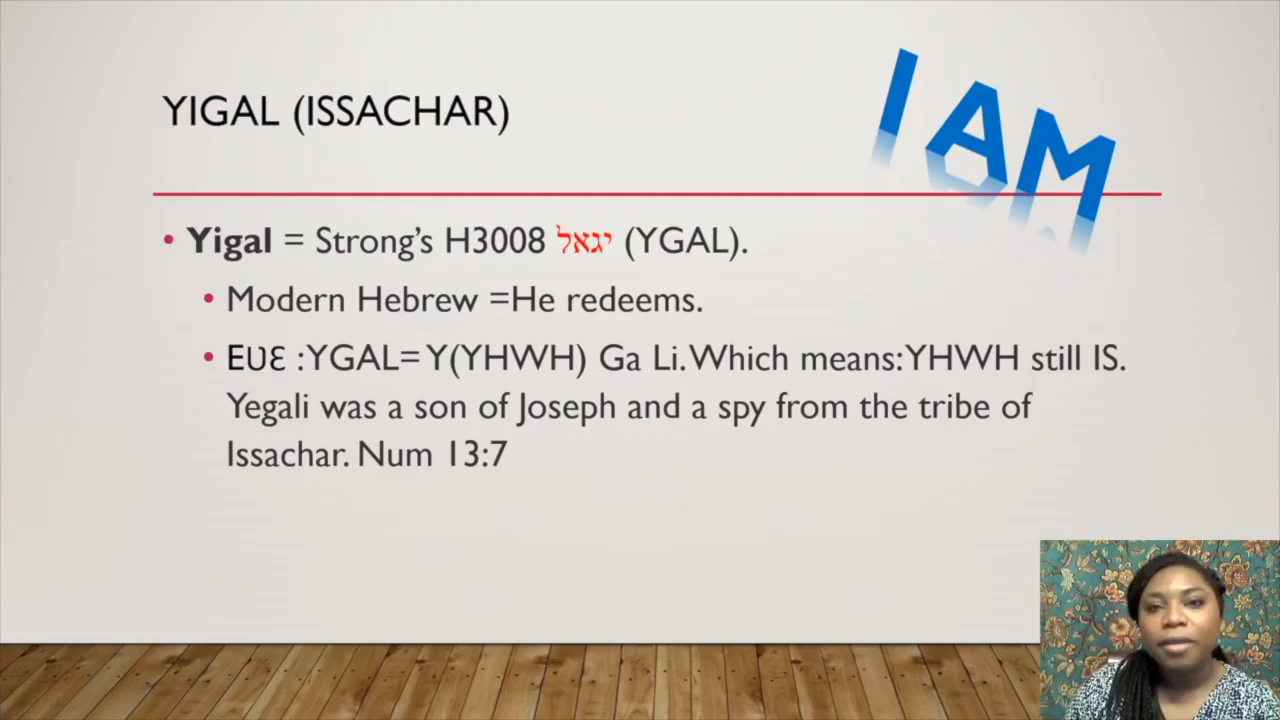 I AM
YIGAL (ISSACHAR)
• Yigal = Strong's H3008 יגאל (YGAL).
• Modern Hebrew =He redeems.
• Eʋɛ :YGAL= Y(YHWH) Ga Li. Which means: YHWH still IS.
Yegali was a son of Joseph and a spy from the tribe of
Issachar. Num 13:7